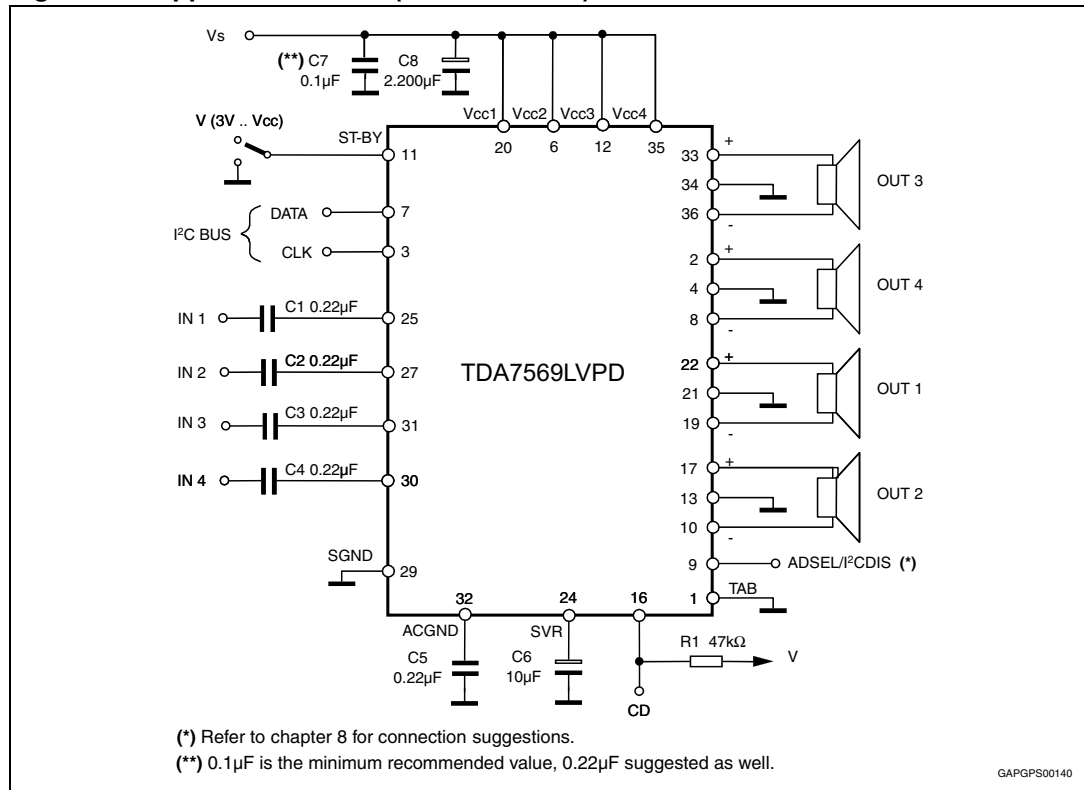 Vs
(**) C7
0.1µF
C8
2.200µF
V (3V .. Vcc)
ST-BY
11
Vcc1
Vcc2
Vcc3
Vcc4
20
6
12
35
I²C BUS
DATA
7
CLK
3
IN 1
C1 0.22µF
25
IN 2
C2 0.22µF
27
IN 3
C3 0.22µF
31
IN 4
C4 0.22µF
30
SGND
29
TDA7569LVPD
33
+
34
36
-
OUT 3
2
+
4
8
-
OUT 4
22
+
21
19
-
OUT 1
17
+
13
10
-
OUT 2
9
ADSEL/I²CDIS (*)
1
TAB
32
24
16
ACGND
SVR
C5
0.22µF
C6
10µF
R1 47kΩ
V
CD
(*) Refer to chapter 8 for connection suggestions.
(**) 0.1µF is the minimum recommended value, 0.22µF suggested as well.
GAPGPS00140